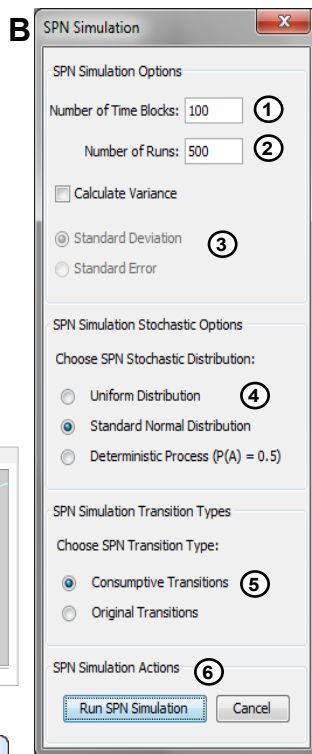 B
SPN Simulation
x
SPN Simulation Options
Number of Time Blocks: 100 1
Number of Runs: 500 2
Calculate Variance
Standard Deviation 3
Standard Error
SPN Simulation Stochastic Options
Choose SPN Stochastic Distribution:
Uniform Distribution 4
Standard Normal Distribution
Deterministic Process (P(A) = 0.5)
SPN Simulation Transition Types
Choose SPN Transition Type:
Consumptive Transitions 5
Original Transitions
SPN Simulation Actions 6
Run SPN Simulation Cancel